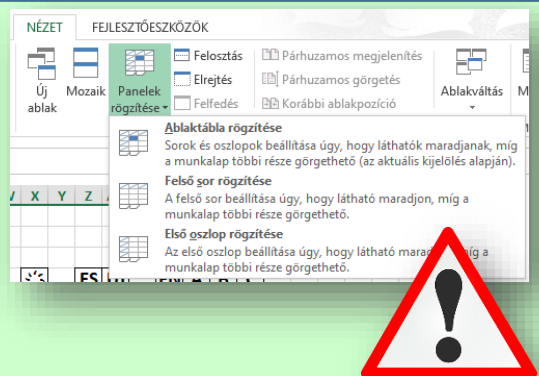 NÉZET FEJLESZTŐESZKÖZÖK
Új ablak
Mozaik
Panelek rögzítése
Felosztás
Elrejtés
Felfedés
Párhuzamos megjelenítés
Párhuzamos görgetés
Korábbi ablakpozíció
Ablakváltás
M
Ablaktábla rögzítése
Sorok és oszlopok beállítása úgy, hogy láthatók maradjanak, míg
a munkalap többi része görgethető (az aktuális kijelölés alapján).
Felső sor rögzítése
A felső sor beállítása úgy, hogy látható maradjon, míg a
munkalap többi része görgethető.
Első oszlop rögzítése
Az első oszlop beállítása úgy, hogy látható a
munkalap többi része görgethető.
X Y Z